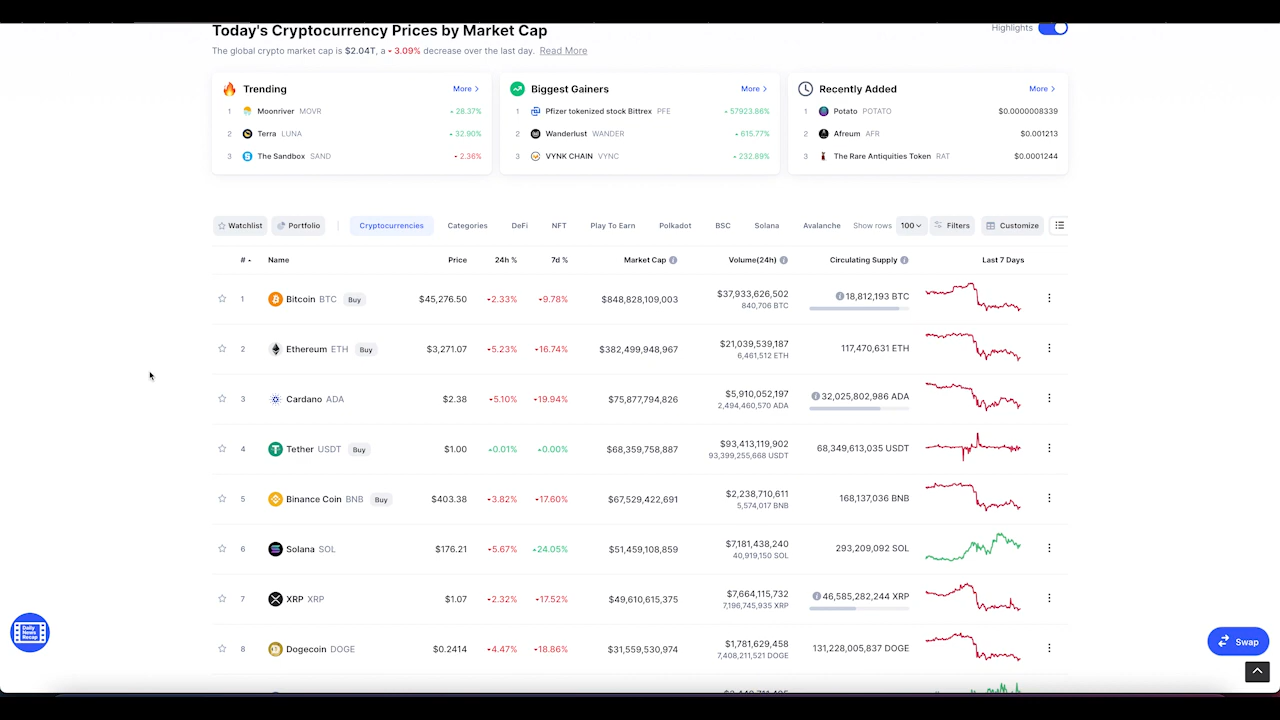 Today's Cryptocurrency Prices by Market Cap
Highlights
The global crypto market cap is $2.04T, a 3.09% decrease over the last day. Read More
Trending
More
1 Moonriver MOVR 28.37%
2 Terra LUNA 32.90%
3 The Sandbox SAND 2.36%
Biggest Gainers
More
1 Pfizer tokenized stock Bittrex PFE 57923.86%
2 Wanderlust WANDER 615.77%
3 VYNK CHAIN VYNC 232.89%
Recently Added
More
1 Potato POTATO $0.0000008339
2 Afreum AFR $0.001213
3 The Rare Antiquities Token RAT $0.0001244
Watchlist Portfolio Cryptocurrencies Categories DeFi NFT Play To Earn Polkadot BSC Solana Avalanche Show rows 100 Filters Customize
# Name Price 24h % 7d % Market Cap Volume(24h) Circulating Supply Last 7 Days
1 Bitcoin BTC Buy $45,276.50 2.33% 9.78% $848,828,109,003 $37,933,626,502 18,812,193 BTC
840,706 BTC
2 Ethereum ETH Buy $3,271.07 5.23% 16.74% $382,499,948,967 $21,039,539,187 117,470,631 ETH
6,461,512 ETH
3 Cardano ADA $2.38 5.10% 19.94% $75,877,794,826 $5,910,052,197 32,025,802,986 ADA
2,494,460,570 ADA
4 Tether USDT Buy $1.00 0.01% 0.00% $68,359,758,887 $93,413,119,902 68,349,613,035 USDT
93,399,255,668 USDT
5 Binance Coin BNB Buy $403.38 3.82% 17.60% $67,529,422,691 $2,238,710,611 168,137,036 BNB
5,574,017 BNB
6 Solana SOL $176.21 5.67% 24.05% $51,459,108,859 $7,181,438,240 293,209,092 SOL
40,919,150 SOL
7 XRP XRP $1.07 2.32% 17.52% $49,610,615,375 $7,664,115,732 46,585,282,244 XRP
7,196,745,935 XRP
8 Dogecoin DOGE $0.2414 4.47% 18.86% $31,559,530,974 $1,781,629,458 131,228,005,837 DOGE
7,408,211,521 DOGE
Daily
News
Recap
Swap